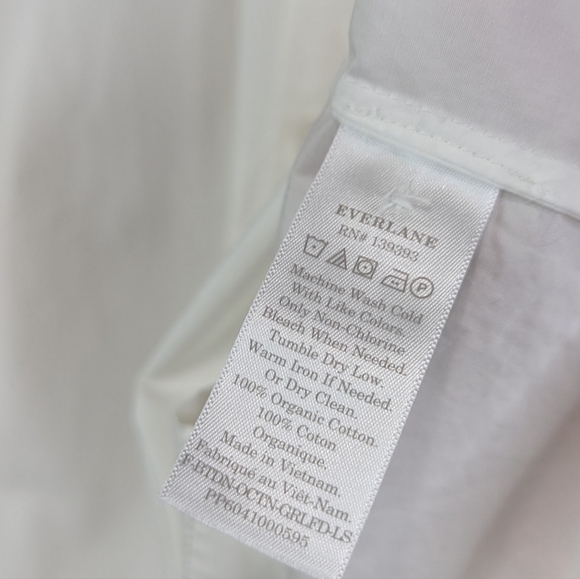 EVERLANE
RN# 139393
P
Machine Wash Cold
With Like Colors.
Only Non-Chlorine
Bleach When Needed.
Tumble Dry Low.
Warm Iron If Needed.
Or Dry Clean.
100% Organic Cotton.
100% Coton
Organique.
Made in Vietnam.
Fabriqué au Viêt-Nam.
F-BTDN-OCTN-GRLFD-LS
PP6041000595